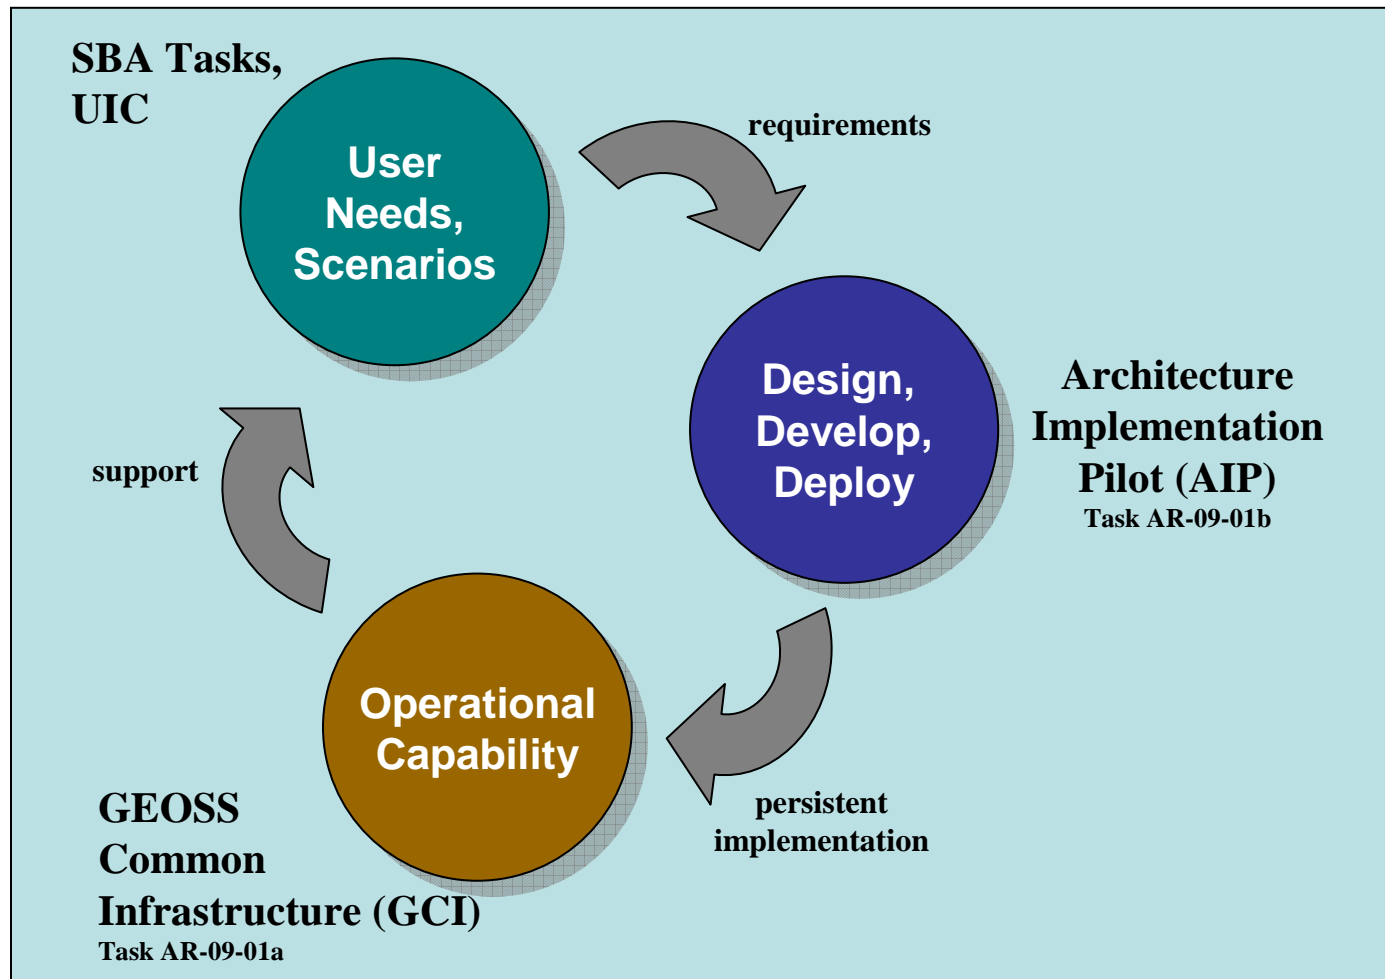 SBA Tasks,
UIC
User
Needs,
Scenarios
requirements
Design,
Develop,
Deploy
Architecture
Implementation
Pilot (AIP)
Task AR-09-01b
support
Operational
Capability
persistent
implementation
GEOSS
Common
Infrastructure (GCI)
Task AR-09-01a